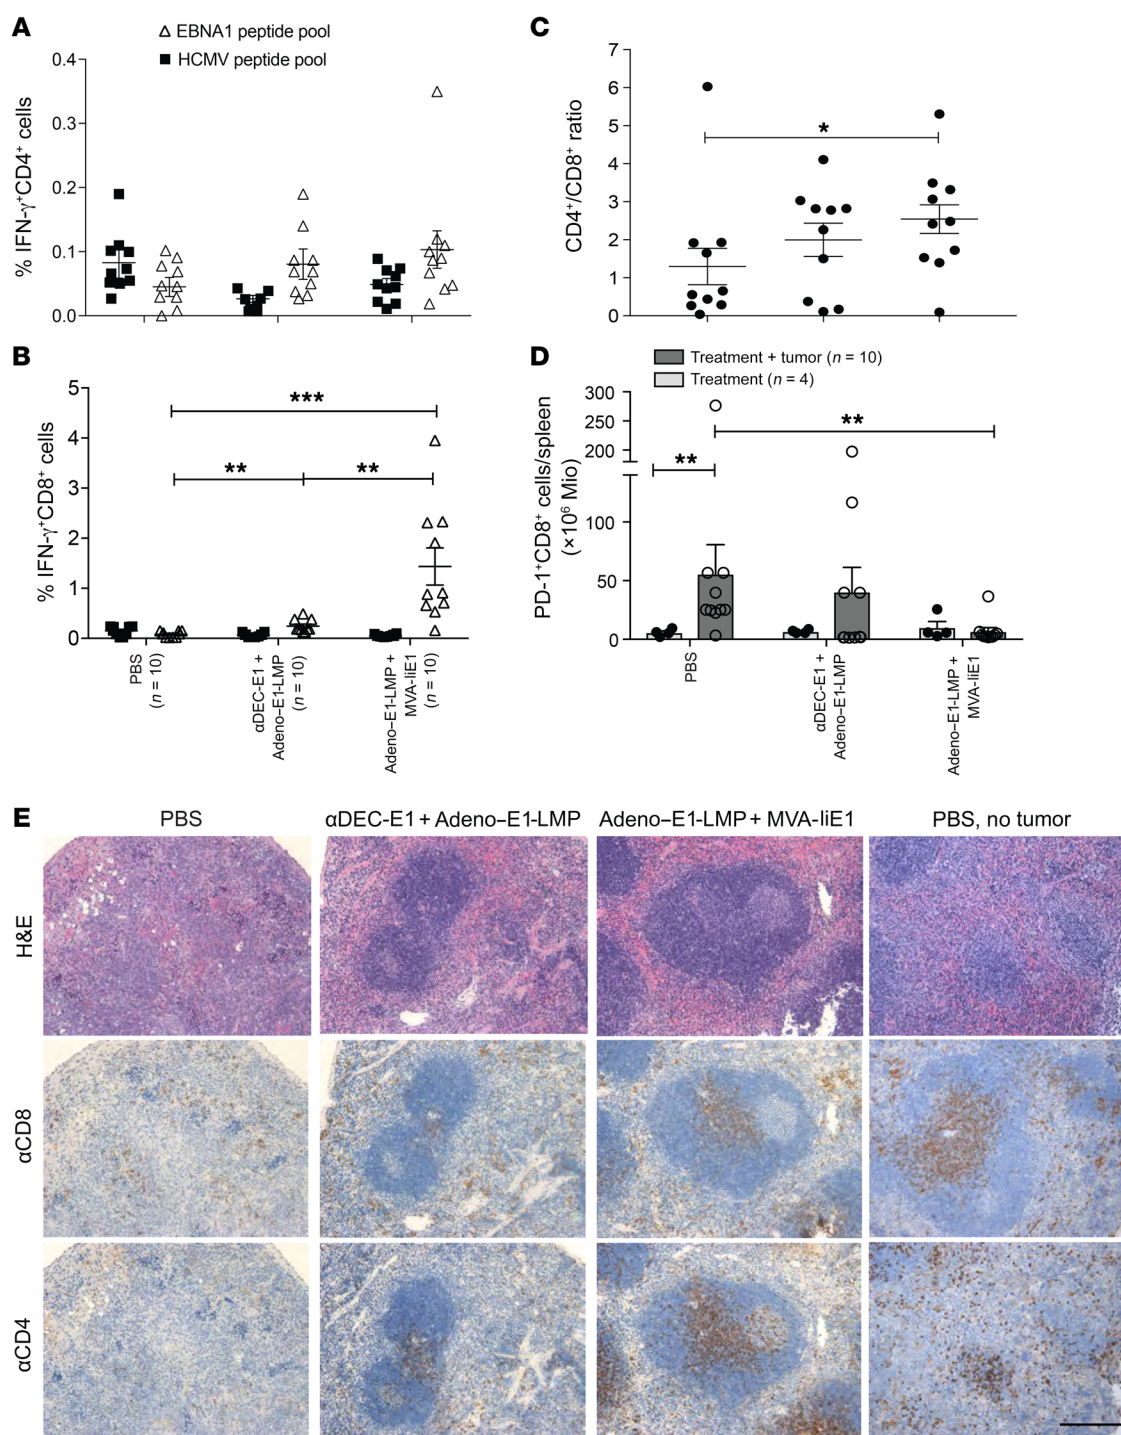 A
△ EBNA1 peptide pool
■ HCMV peptide pool
% IFN-γ⁺CD4⁺ cells
0.4
0.3
0.2
0.1
0.0
C
CD4⁺/CD8⁺ ratio
7
6
5
4
3
2
1
0
*
B
% IFN-γ⁺CD8⁺ cells
5
4
3
2
1
0
***
**
**
PBS
(n = 10)
αDEC-E1 +
Adeno–E1-LMP
(n = 10)
Adeno–E1-LMP +
MVA-IiE1
(n = 10)
D
Treatment + tumor (n = 10)
Treatment (n = 4)
PD-1⁺CD8⁺ cells/spleen
(×10⁶ Mio)
300
250
200
100
50
0
**
**
PBS
αDEC-E1 +
Adeno–E1-LMP
Adeno–E1-LMP +
MVA-IiE1
E
PBS
αDEC-E1 + Adeno–E1-LMP
Adeno–E1-LMP + MVA-IiE1
PBS, no tumor
H&E
αCD8
αCD4